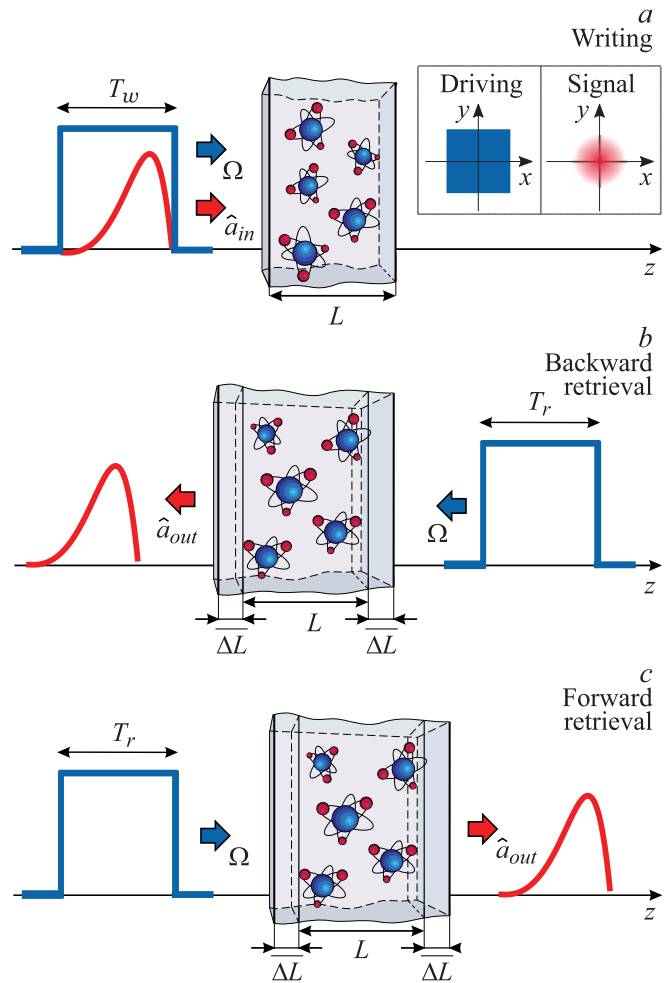 a
Writing
T_w
Driving
Signal
y
y
x
x
Ω
â_in
z
L
b
Backward
retrieval
T_r
â_out
Ω
z
ΔL
L
ΔL
c
Forward
retrieval
T_r
Ω
â_out
z
ΔL
L
ΔL